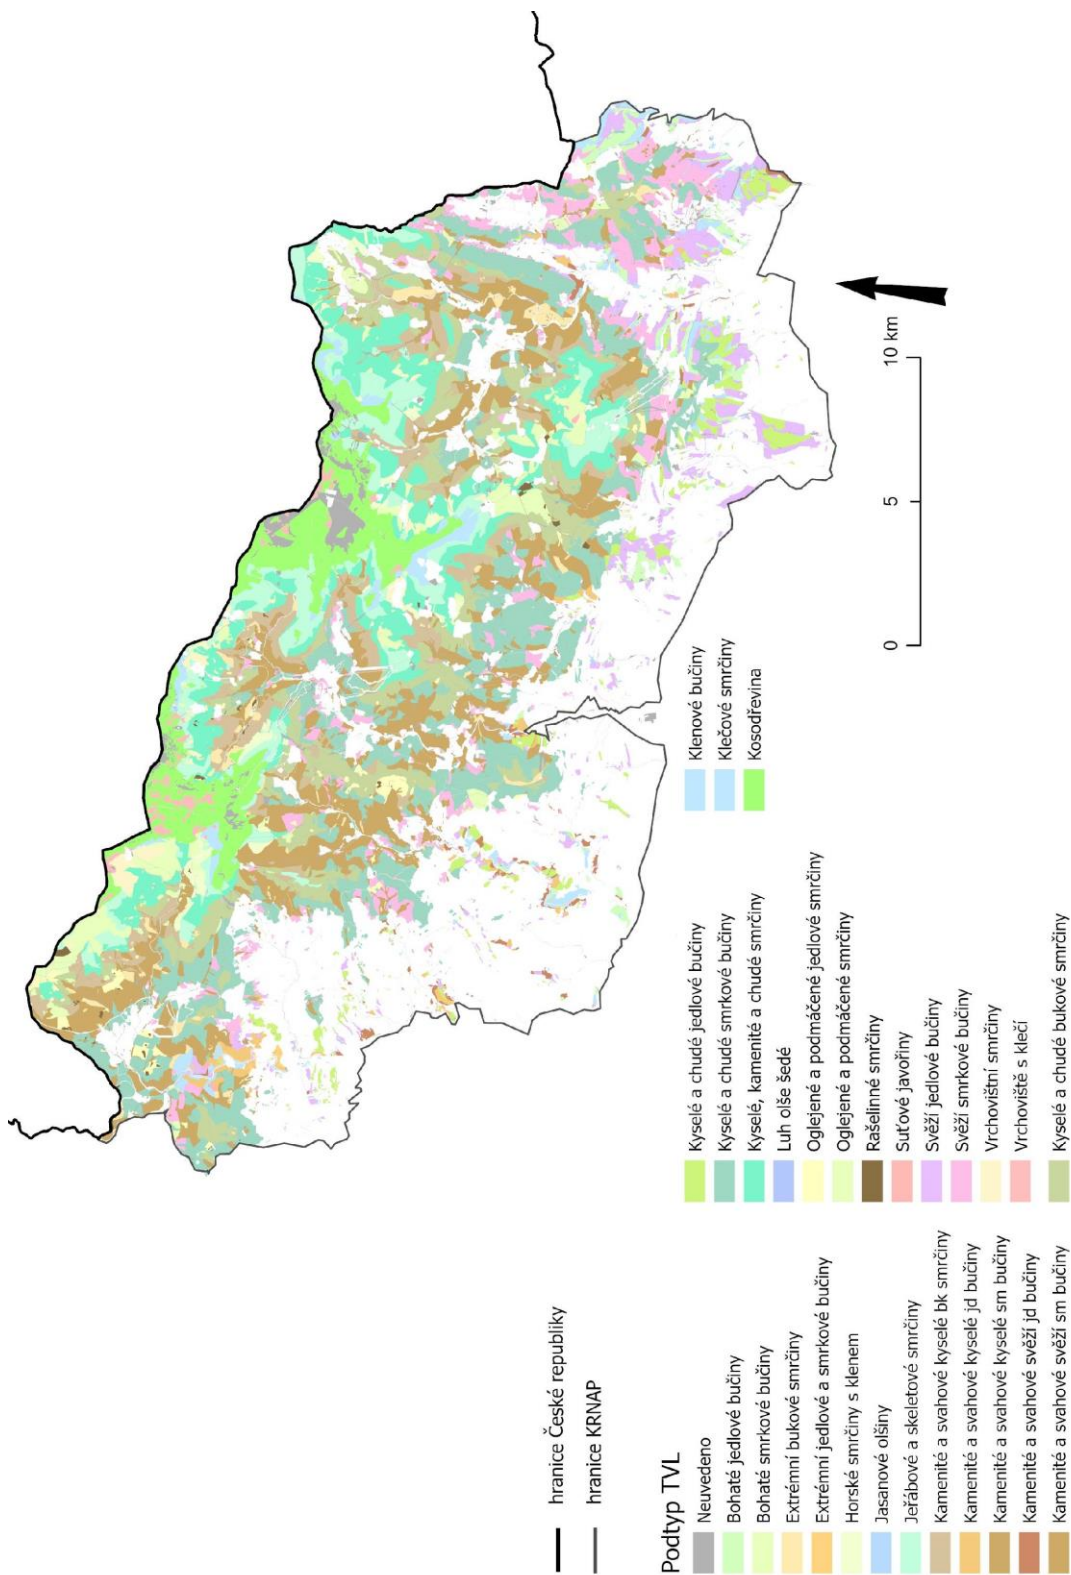 hranice České republiky
hranice KRNAP
Podtyp TVL
Neuvedeno
Bohaté jedlové bučiny
Bohaté smrkové bučiny
Extrémní bukové smrčiny
Extrémní jedlové a smrkové bučiny
Horské smrčiny s klenem
Jasanové olšiny
Jeřábové a skeletové smrčiny
Kamenité a svahové kyselé bk smrčiny
Kamenité a svahové kyselé jd bučiny
Kamenité a svahové kyselé sm bučiny
Kamenité a svahové svěží jd bučiny
Kamenité a svahové svěží sm bučiny
Kyselé a chudé jedlové bučiny
Kyselé a chudé smrkové bučiny
Kyselé, kamenité a chudé smrčiny
Luh olše šedé
Oglejené a podmáčené jedlové smrčiny
Oglejené a podmáčené smrčiny
Rašelinné smrčiny
Suťové javořiny
Svěží jedlové bučiny
Svěží smrkové bučiny
Vrchovištní smrčiny
Vrchoviště s klečí
Kyselé a chudé bukové smrčiny
Klenové bučiny
Klečové smrčiny
Kosodřevina
0 5 10 km